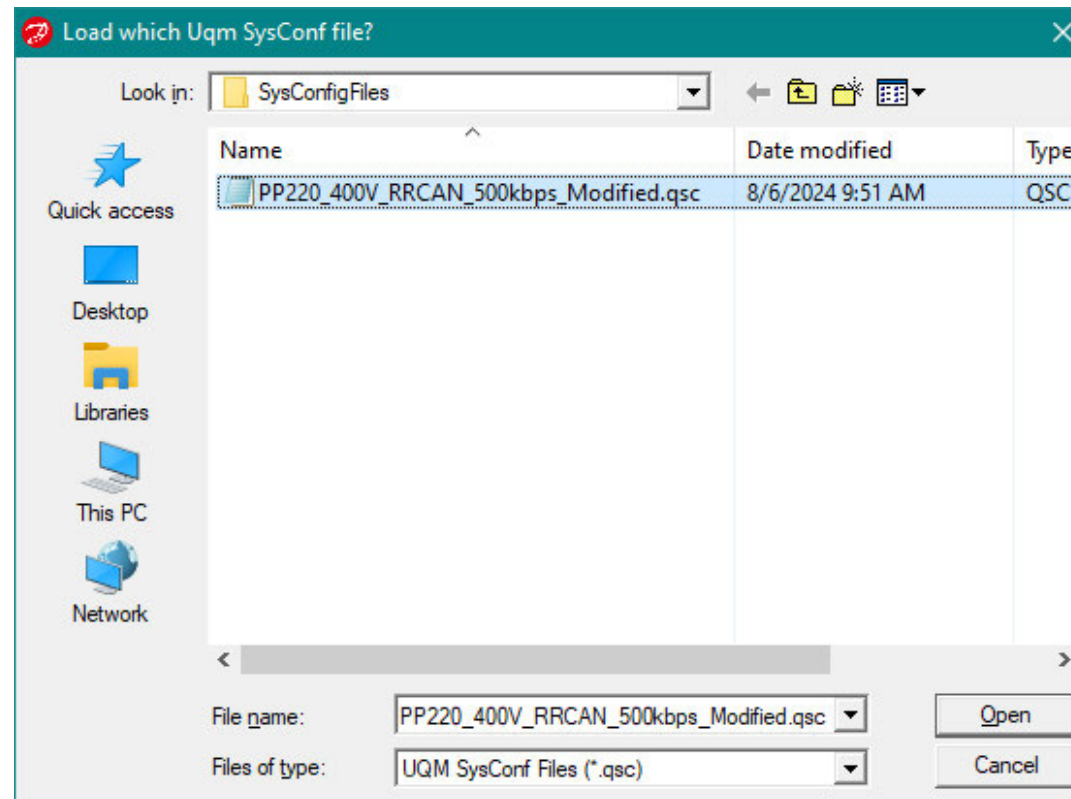 Load which Uqm SysConf file?
Look in: SysConfigFiles
Name Date modified Type
PP220_400V_RRCAN_500kbps_Modified.qsc 8/6/2024 9:51 AM QSC
Quick access
Desktop
Libraries
This PC
Network
File name: PP220_400V_RRCAN_500kbps_Modified.qsc Open
Files of type: UQM SysConf Files (*.qsc) Cancel